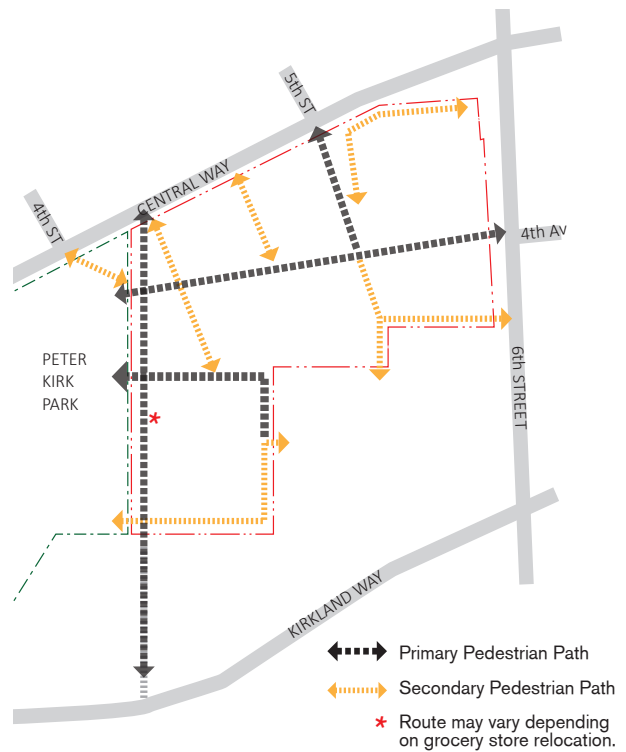 5th ST
CENTRAL WAY
4th ST
4th Av
PETER
KIRK
PARK
*
6th STREET
KIRKLAND WAY
Primary Pedestrian Path
Secondary Pedestrian Path
* Route may vary depending
on grocery store relocation.